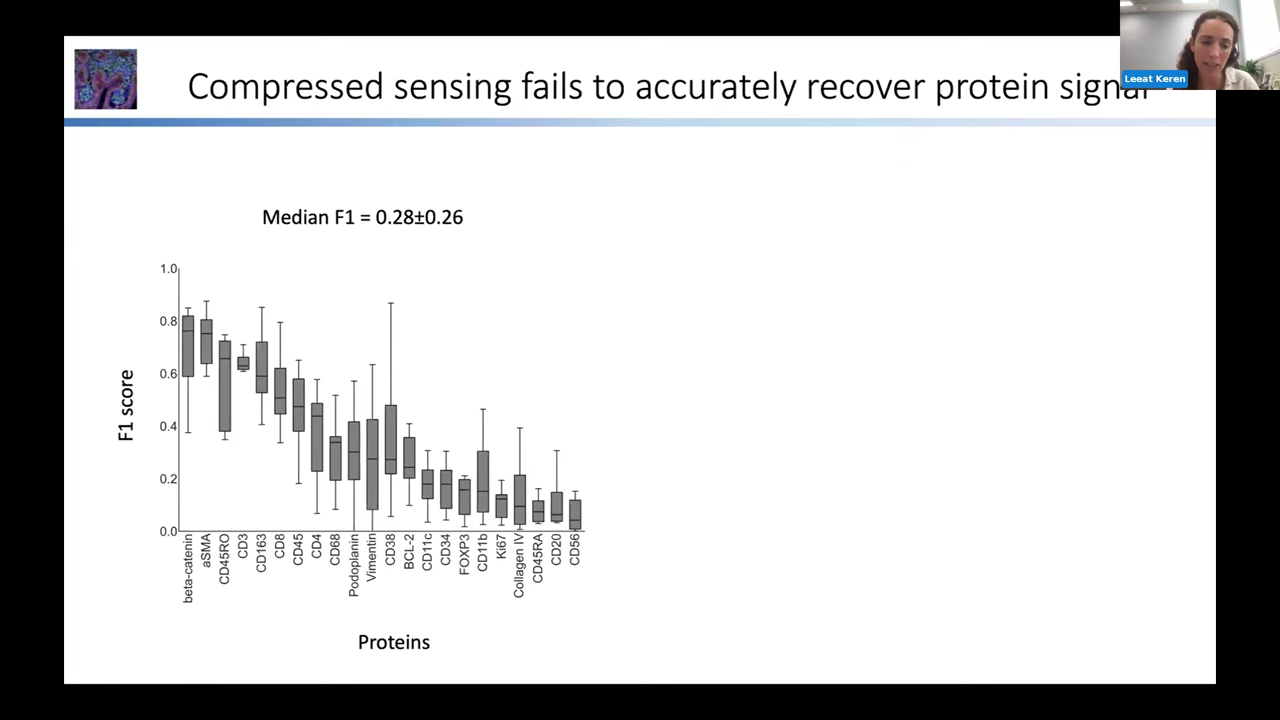 Leeat Keren
Compressed sensing fails to accurately recover protein signal
Median F1 = 0.28±0.26
F1 score
1.0
0.8
0.6
0.4
0.2
0.0
beta-catenin
aSMA
CD45RO
CD3
CD163
CD8
CD45
CD4
CD68
Podoplanin
Vimentin
CD38
BCL-2
CD11c
CD34
FOXP3
CD11b
Ki67
Collagen IV
CD45RA
CD20
CD56
Proteins